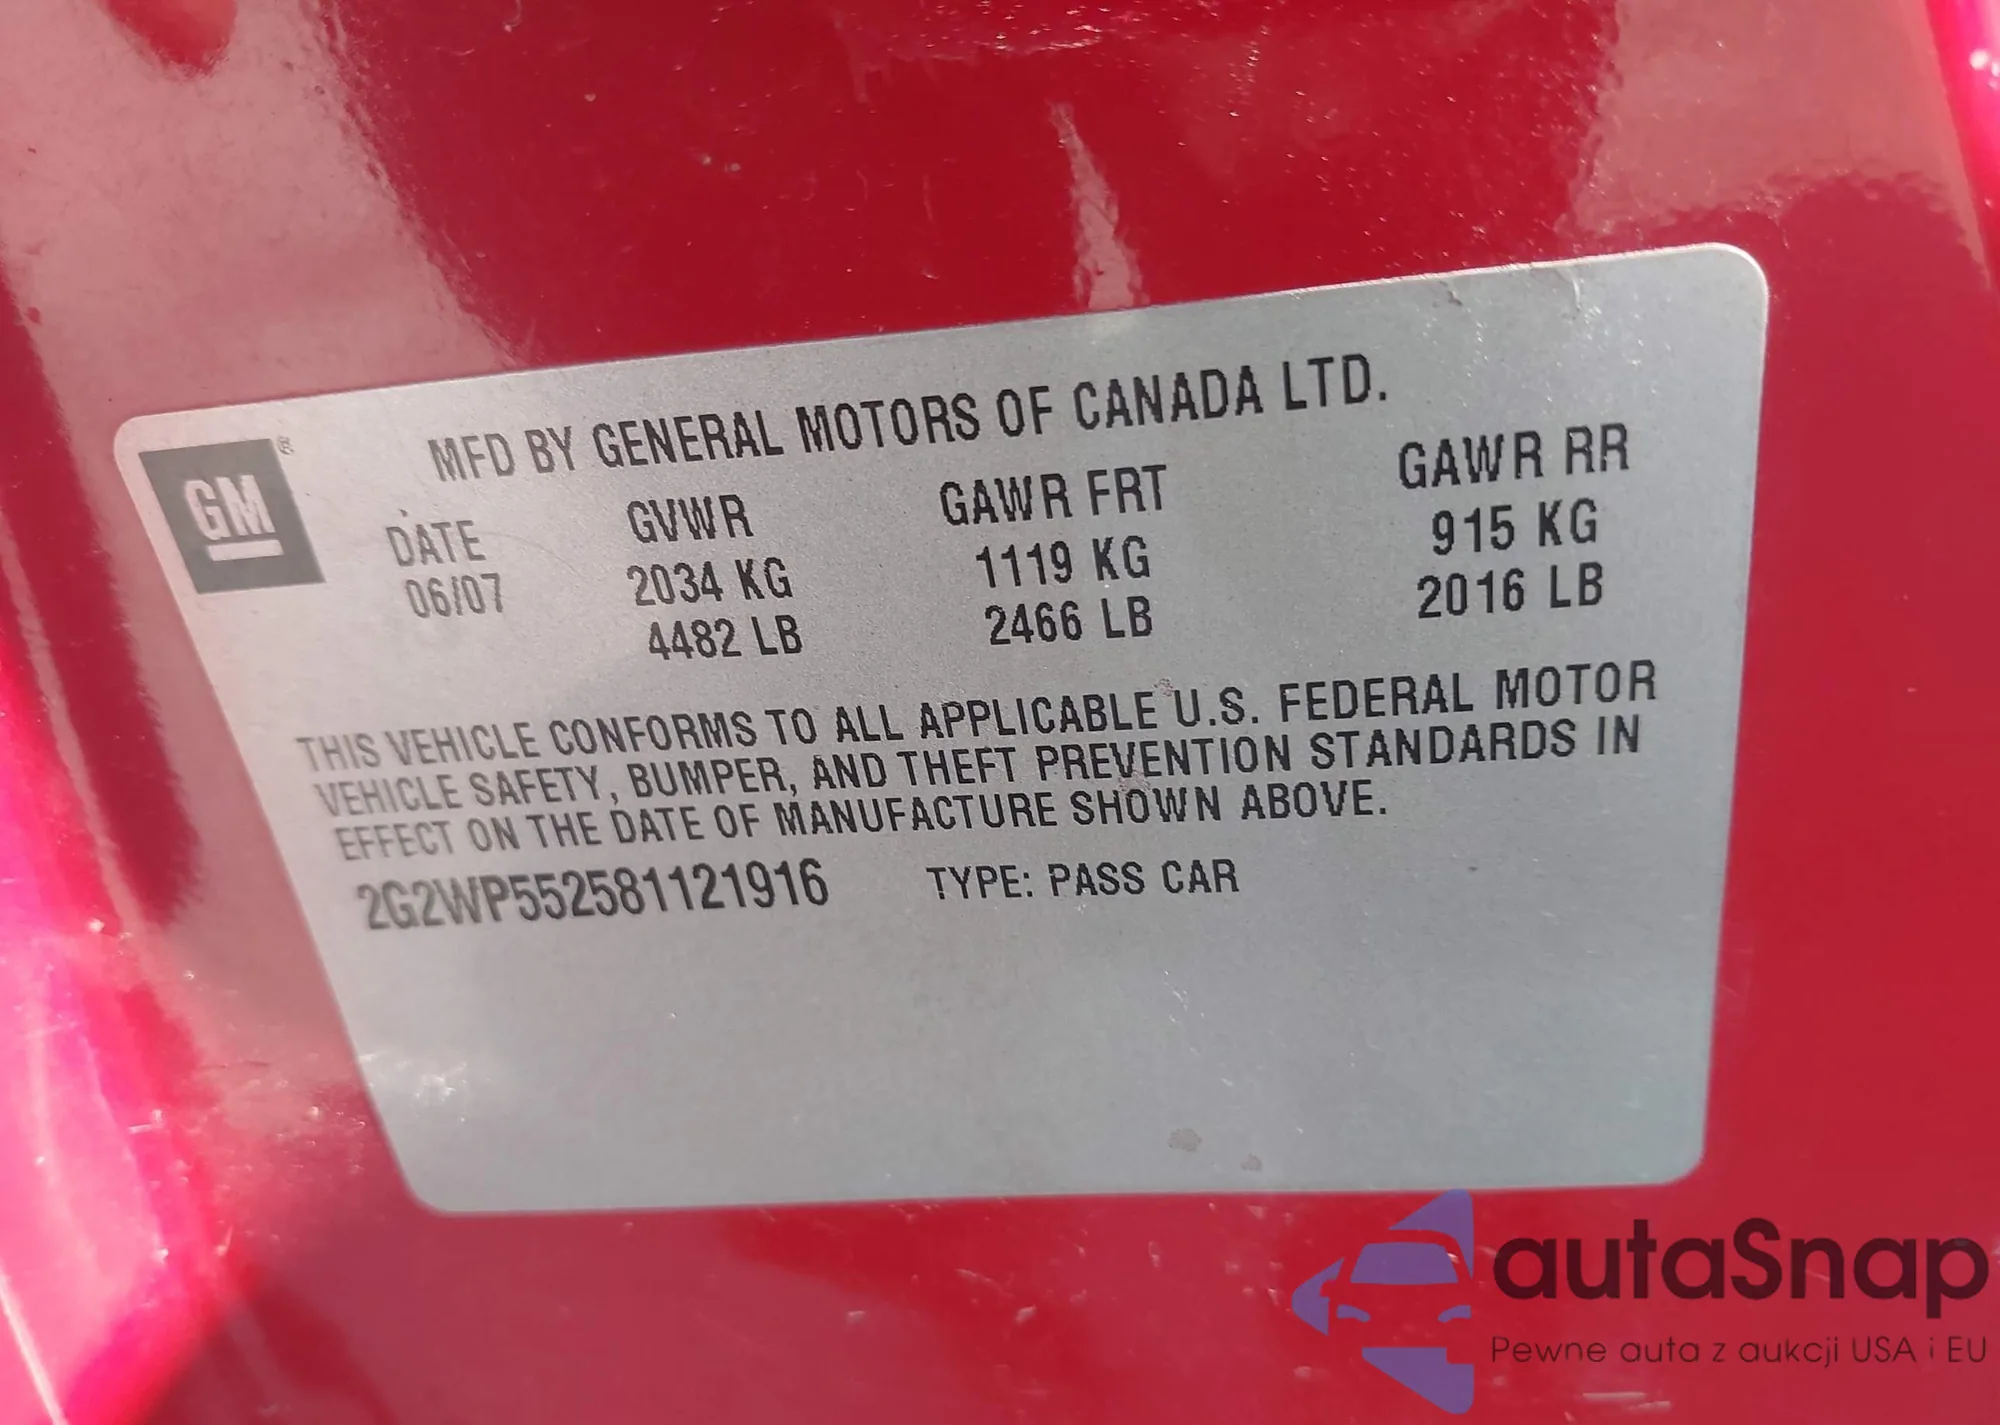 GM®
MFD BY GENERAL MOTORS OF CANADA LTD.
DATE GVWR GAWR FRT GAWR RR
06/07 2034 KG 1119 KG 915 KG
4482 LB 2466 LB 2016 LB
THIS VEHICLE CONFORMS TO ALL APPLICABLE U.S. FEDERAL MOTOR
VEHICLE SAFETY, BUMPER, AND THEFT PREVENTION STANDARDS IN
EFFECT ON THE DATE OF MANUFACTURE SHOWN ABOVE.
2G2WP552581121916 TYPE: PASS CAR
autaSnap
Pewne auta z aukcji USA i EU